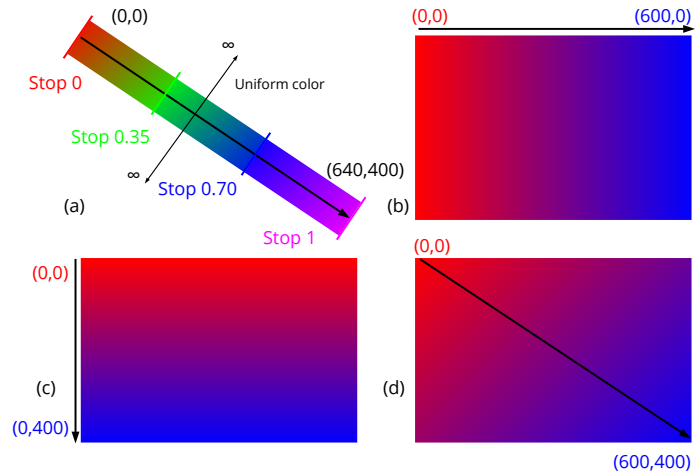 (0,0)
∞
Uniform color
Stop 0
Stop 0.35
∞
Stop 0.70
(640,400)
(a)
Stop 1
(0,0)
(600,0)
(b)
(0,0)
(c)
(0,400)
(0,0)
(d)
(600,400)